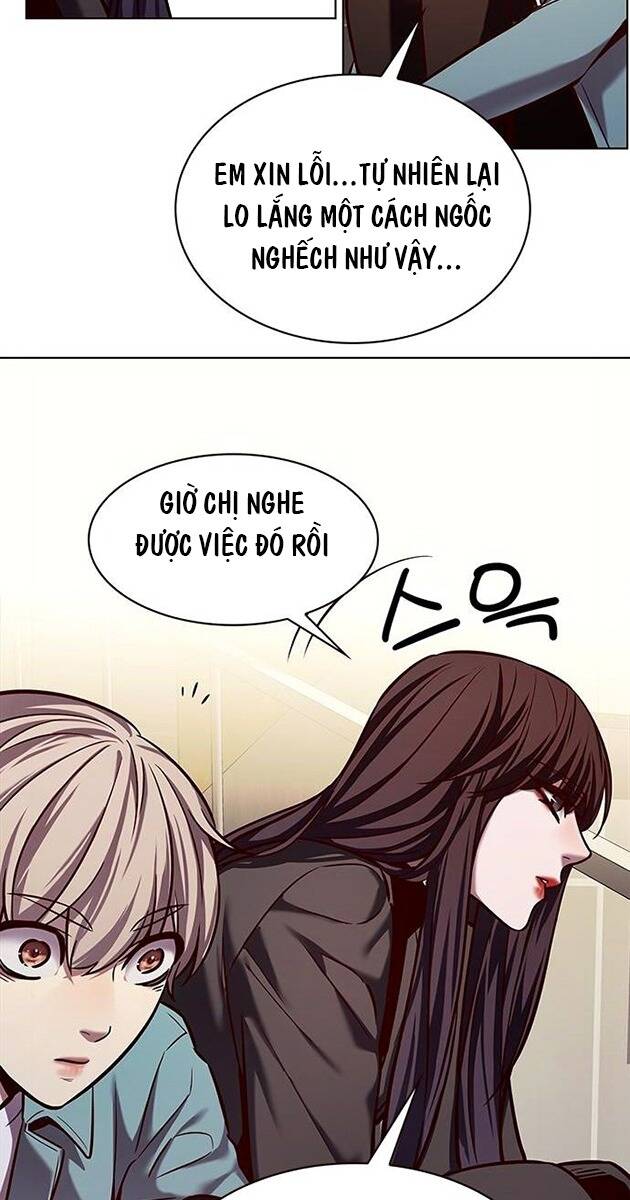 EM XIN LỖI...TỰ NHIÊN LẠI
LO LẮNG MỘT CÁCH NGỐC
NGHẾCH NHƯ VẬY...
GIỜ CHỊ NGHE
ĐƯỢC VIỆC ĐÓ RỒI
스윽